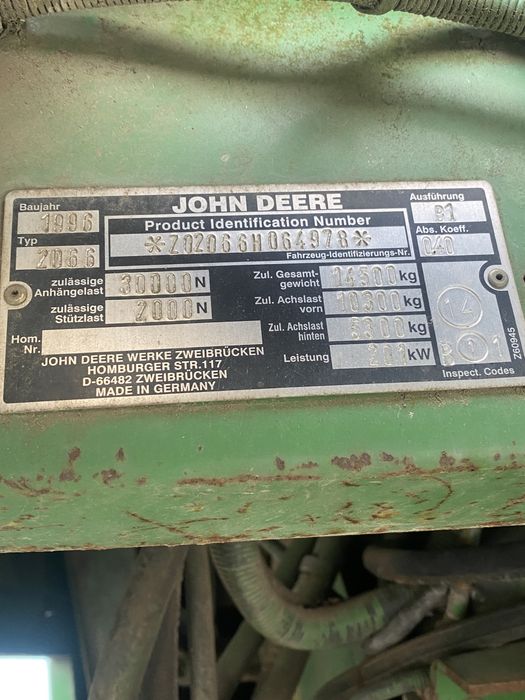 JOHN DEERE
Baujahr 1996
Typ 2066
Product Identification Number
*Z02066H064978*
Fahrzeug-Identifizierungs-Nr.
Ausführung
B1
Abs. Koeff.
0,40
zulässige Anhängelast 30000 N
zulässige Stützlast 2000 N
Hom. Nr.
Zul. Gesamt-gewicht 14500 kg
Zul. Achslast vorn 10300 kg
Zul. Achslast hinten 5300 kg
Leistung 201 kW
JOHN DEERE WERKE ZWEIBRÜCKEN
HOMBURGER STR.117
D-66482 ZWEIBRÜCKEN
MADE IN GERMANY
Inspect. Codes
Z60945